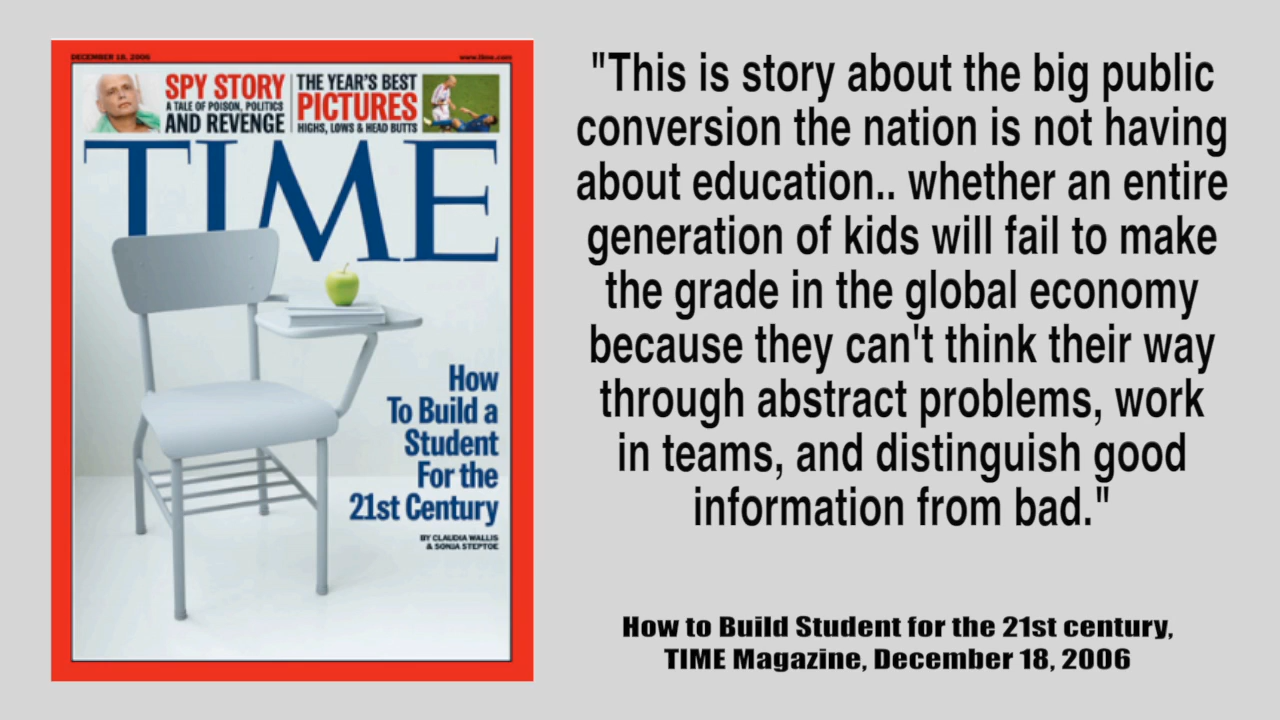 DECEMBER 18, 2006
www.time.com
SPY STORY
A TALE OF POISON, POLITICS
AND REVENGE
THE YEAR'S BEST
PICTURES
HIGHS, LOWS & HEAD BUTTS
TIME
How
To Build a
Student
For the
21st Century
BY CLAUDIA WALLIS
& SONJA STEPTOE
"This is story about the big public
conversion the nation is not having
about education.. whether an entire
generation of kids will fail to make
the grade in the global economy
because they can't think their way
through abstract problems, work
in teams, and distinguish good
information from bad."
How to Build Student for the 21st century,
TIME Magazine, December 18, 2006